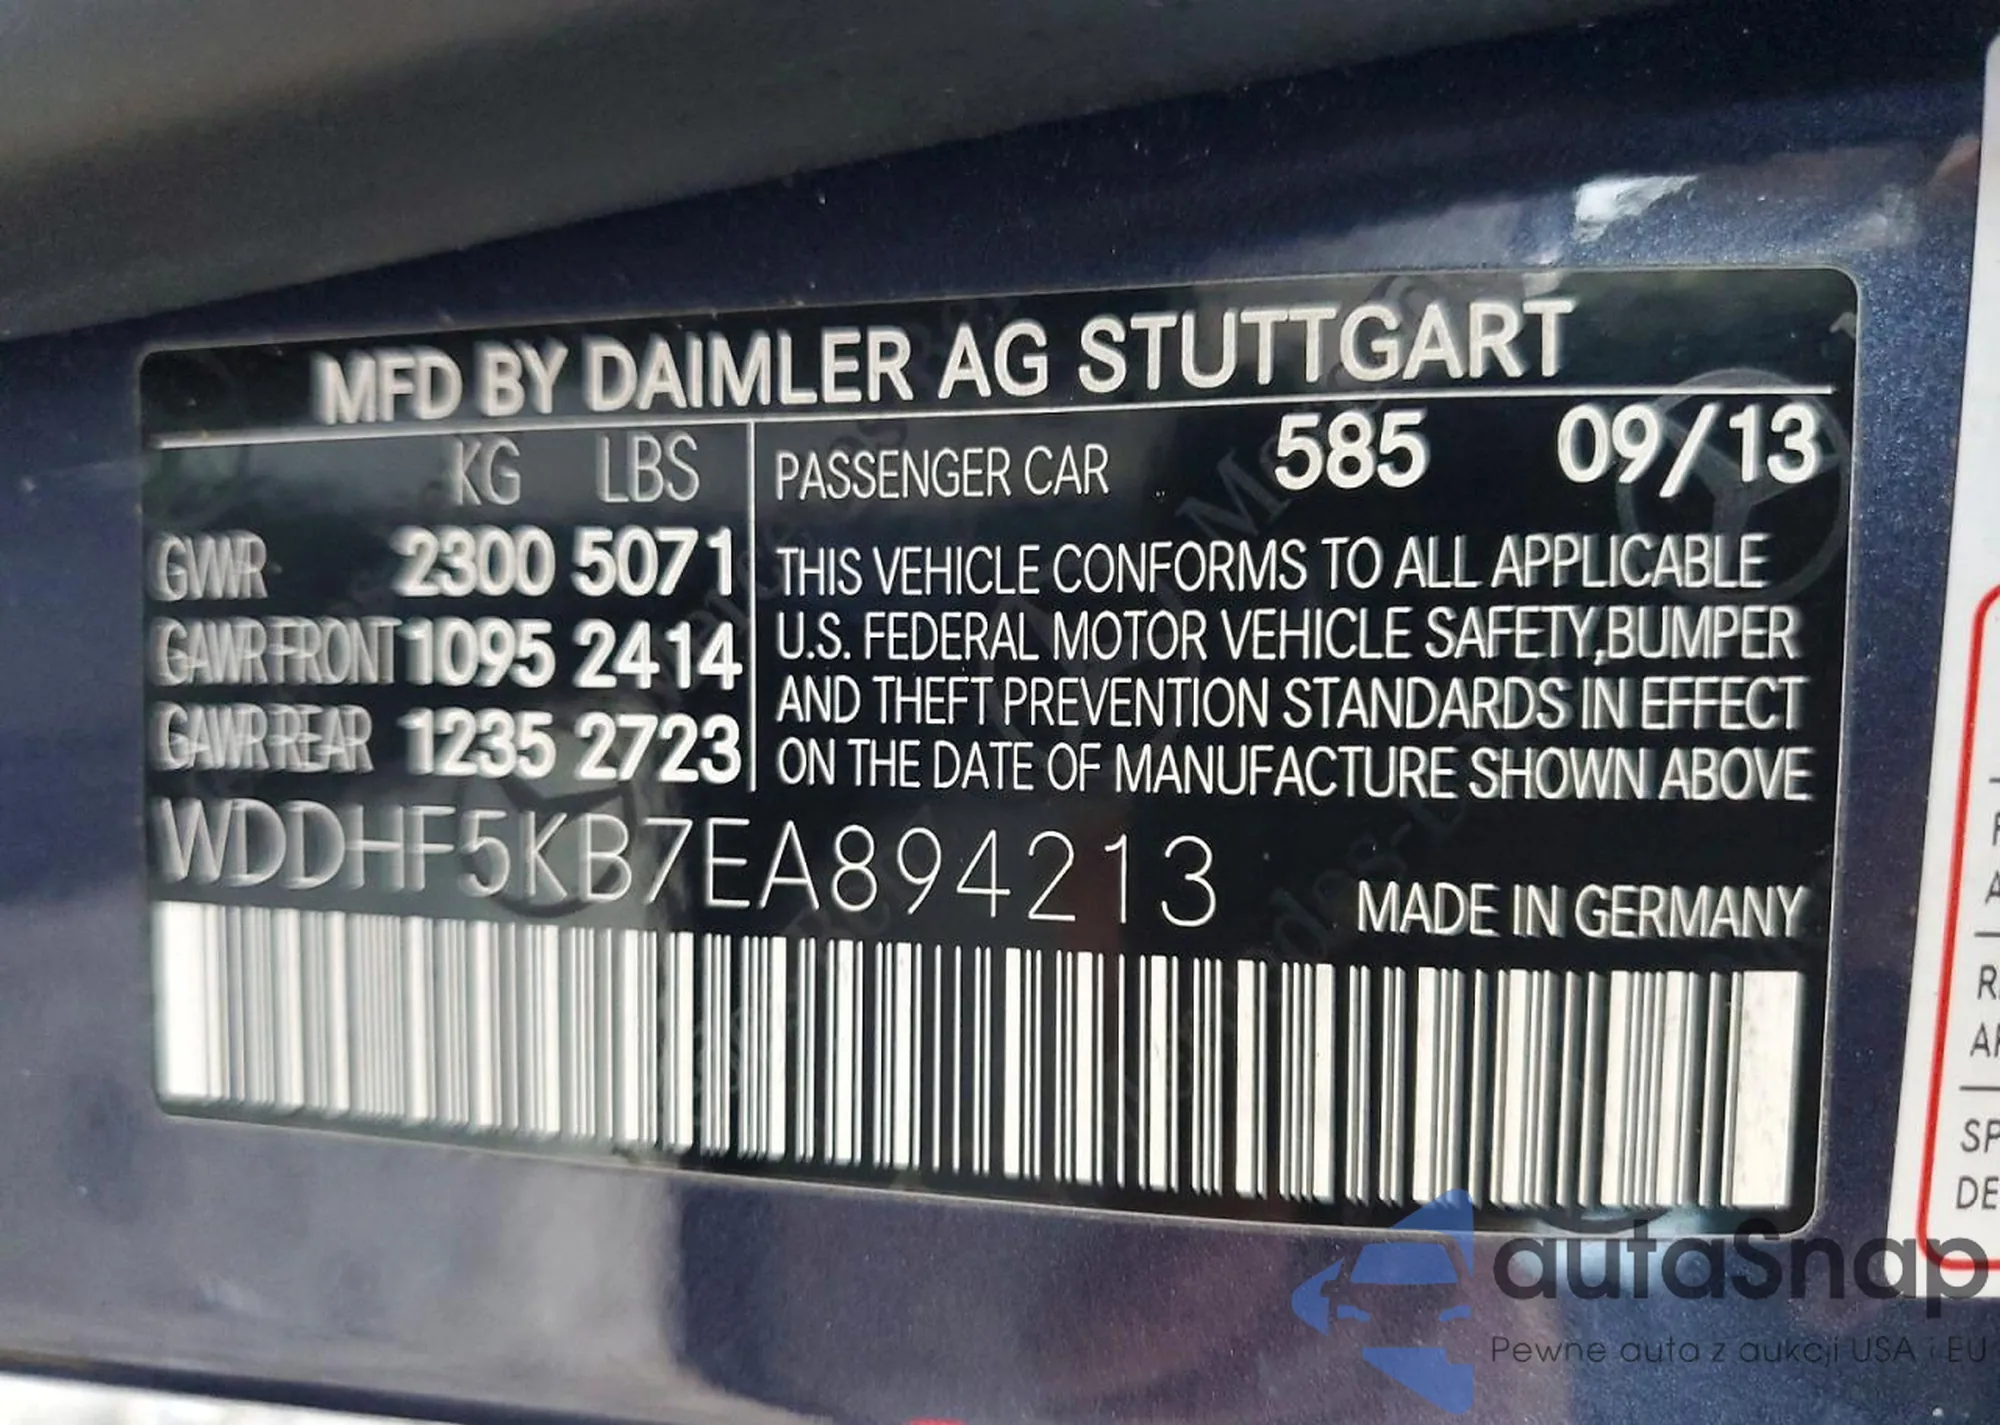 MFD BY DAIMLER AG STUTTGART
KG LBS
GVWR 2300 5071
GAWR FRONT 1095 2414
GAWR REAR 1235 2723
PASSENGER CAR 585 09/13
THIS VEHICLE CONFORMS TO ALL APPLICABLE
U.S. FEDERAL MOTOR VEHICLE SAFETY,BUMPER
AND THEFT PREVENTION STANDARDS IN EFFECT
ON THE DATE OF MANUFACTURE SHOWN ABOVE
WDDHF5KB7EA894213
MADE IN GERMANY
autaSnap
Pewne auta z aukcji USA i EU
SP
DE